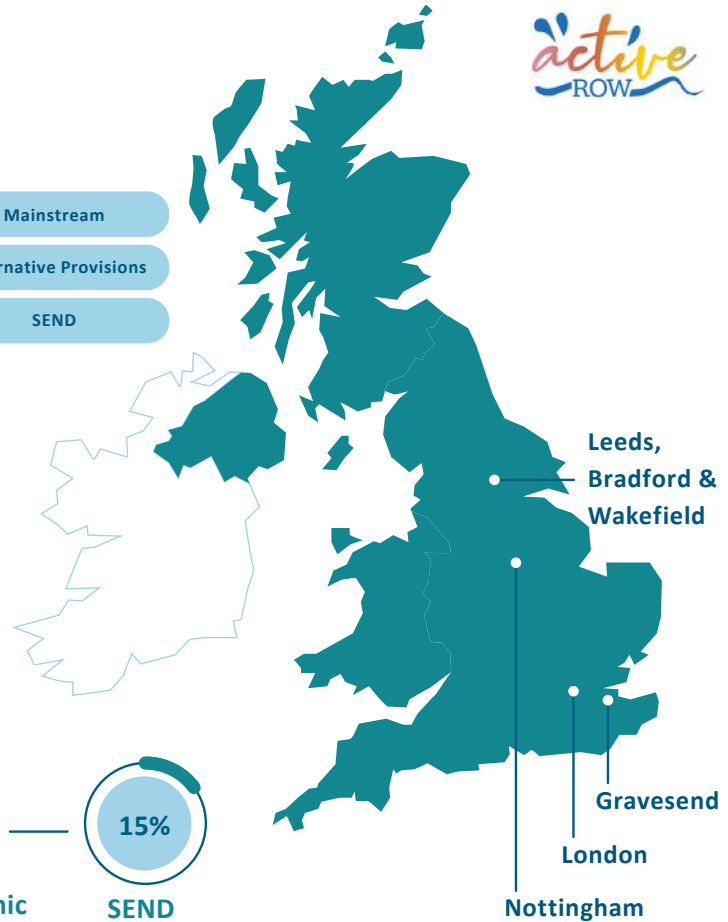 active
ROW
Mainstream
rnative Provisions
SEND
Leeds,
Bradford &
Wakefield
Gravesend
London
Nottingham
15%
nic
SEND